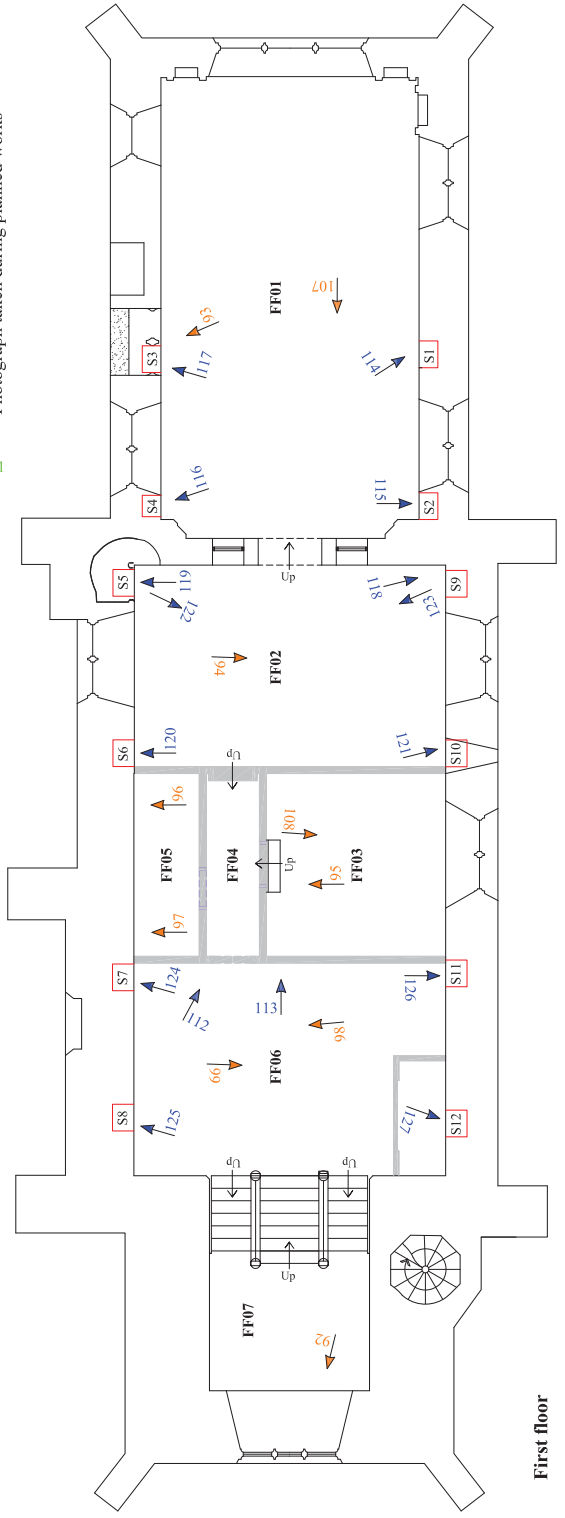 Photograph taken during planned works
First floor
FF01
FF02
FF03
FF04
FF05
FF06
FF07
S1
S2
S3
S4
S5
S6
S7
S8
S9
S10
S11
S12
Up
Up
Up
Up
Up
Up
92
93
94
95
96
97
98
99
107
108
112
113
114
115
116
117
118
119
120
121
122
123
124
125
126
127